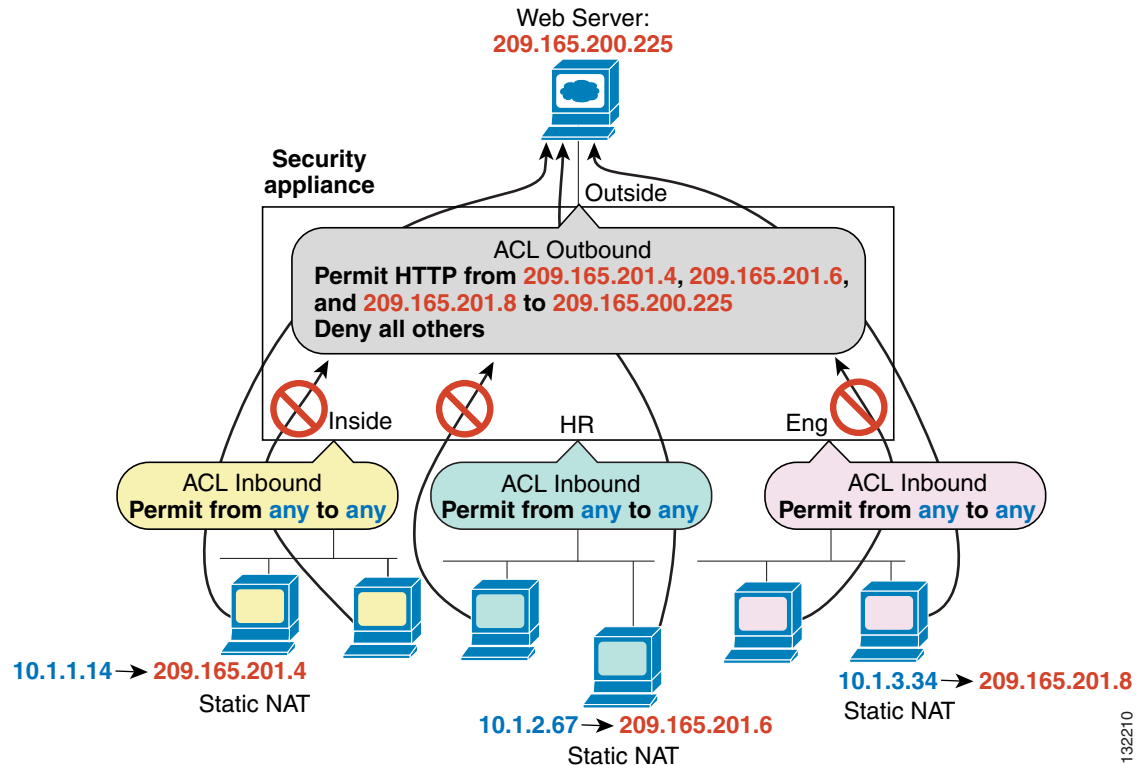 Web Server:
209.165.200.225
Security
appliance
Outside
ACL Outbound
Permit HTTP from 209.165.201.4, 209.165.201.6,
and 209.165.201.8 to 209.165.200.225
Deny all others
Inside
HR
Eng
ACL Inbound
Permit from any to any
ACL Inbound
Permit from any to any
ACL Inbound
Permit from any to any
10.1.1.14
209.165.201.4
Static NAT
10.1.2.67
209.165.201.6
Static NAT
10.1.3.34
209.165.201.8
Static NAT
132210